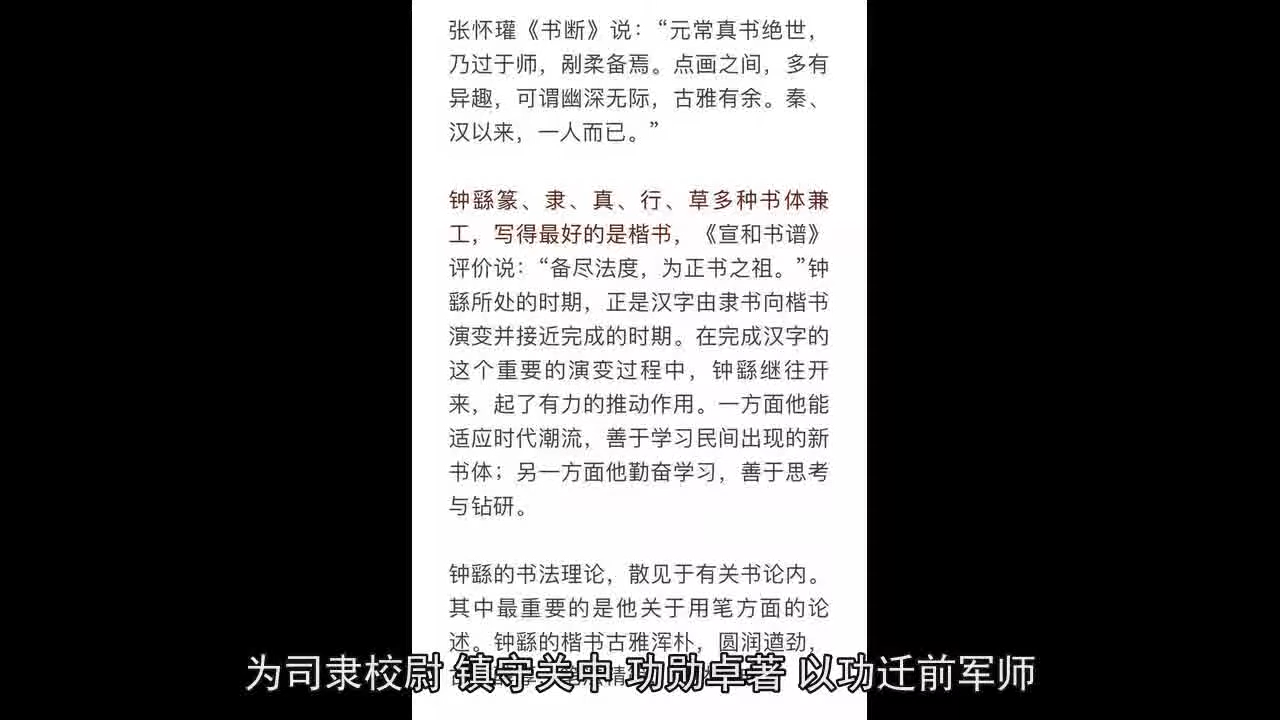 张怀瓘《书断》说：“元常真书绝世，
乃过于师，剐柔备焉。点画之间，多有
异趣，可谓幽深无际，古雅有余。秦、
汉以来，一人而已。”
钟繇篆、隶、真、行、草多种书体兼
工，写得最好的是楷书，《宣和书谱》
评价说：“备尽法度，为正书之祖。”钟
繇所处的时期，正是汉字由隶书向楷书
演变并接近完成的时期。在完成汉字的
这个重要的演变过程中，钟繇继往开
来，起了有力的推动作用。一方面他能
适应时代潮流，善于学习民间出现的新
书体；另一方面他勤奋学习，善于思考
与钻研。
钟繇的书法理论，散见于有关书论内。
其中最重要的是他关于用笔方面的论
述。钟繇的楷书古雅浑朴，圆润遒劲，
为司隶校尉 镇守关中 功勋卓著 以功迁前军师